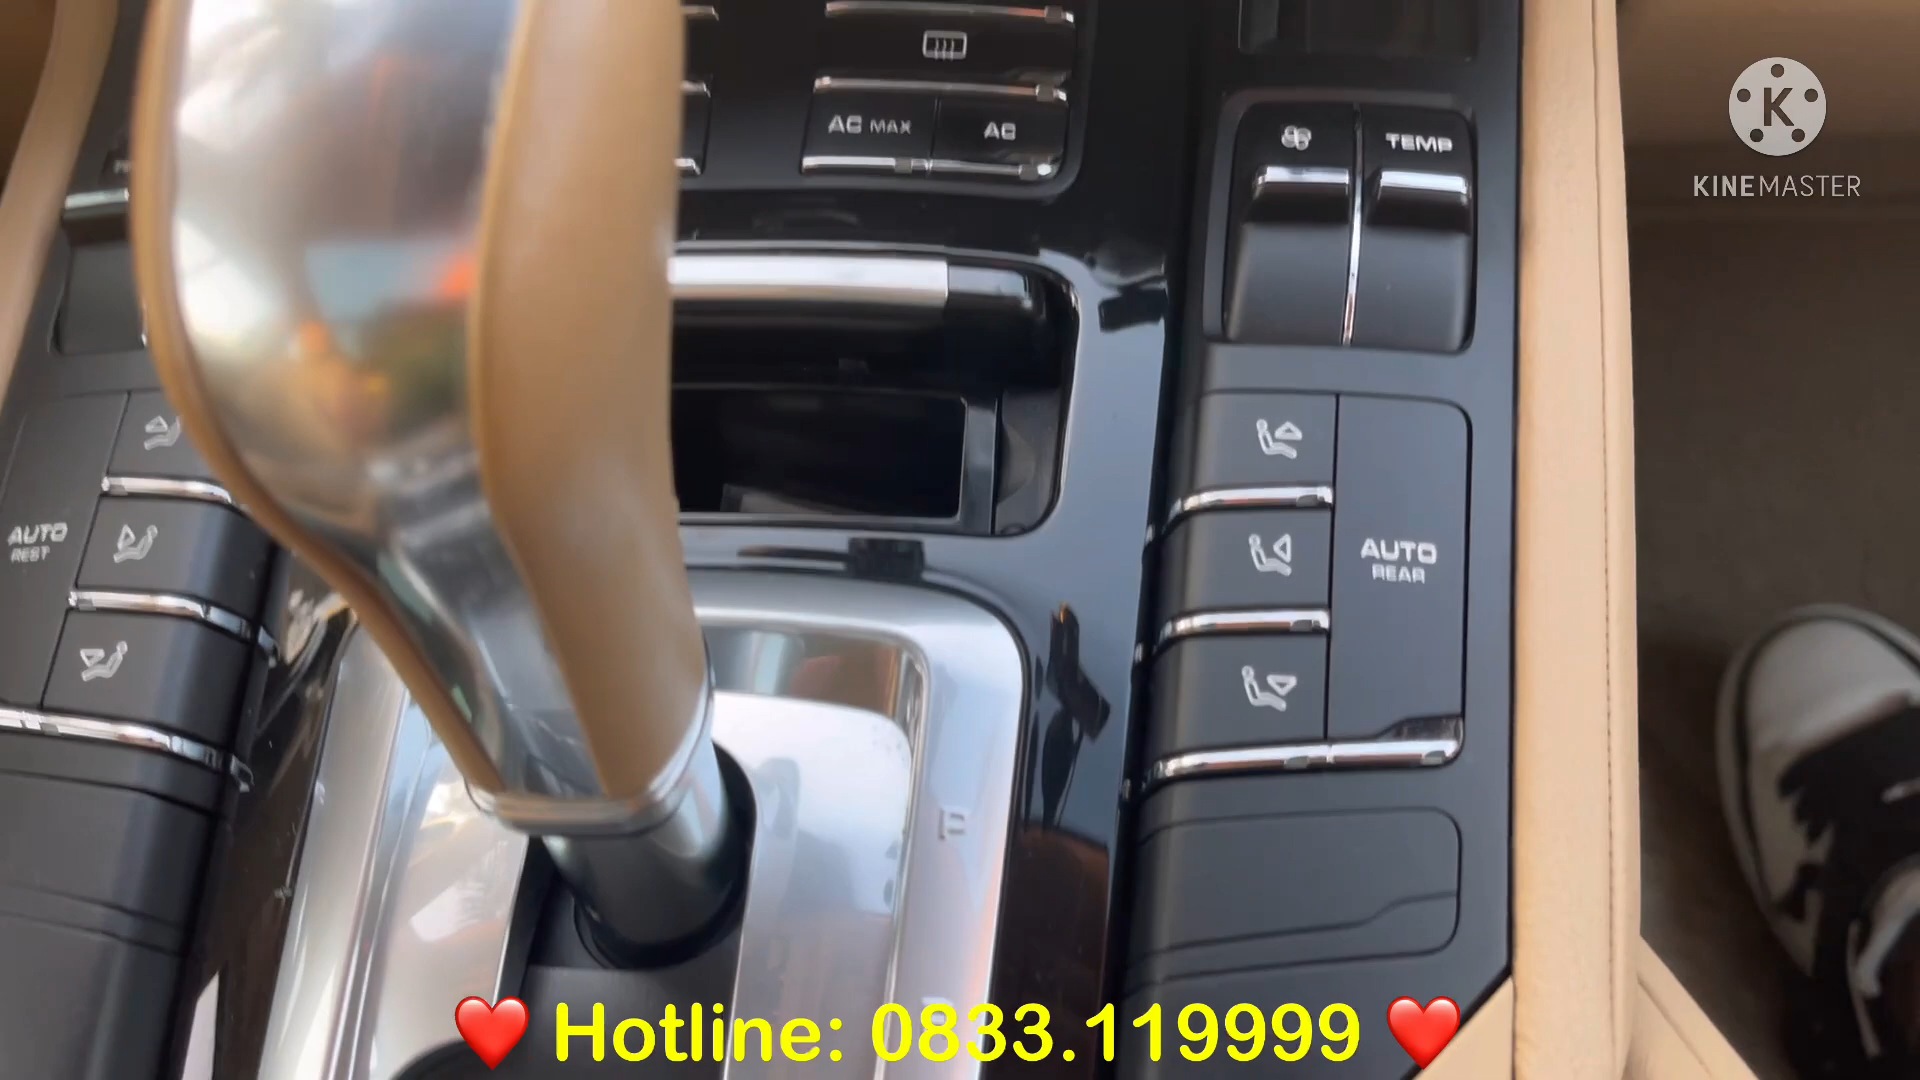 AC MAX
AC
TEMP
KINEMASTER
AUTO
REST
AUTO
REAR
P
Hotline: 0833.119999